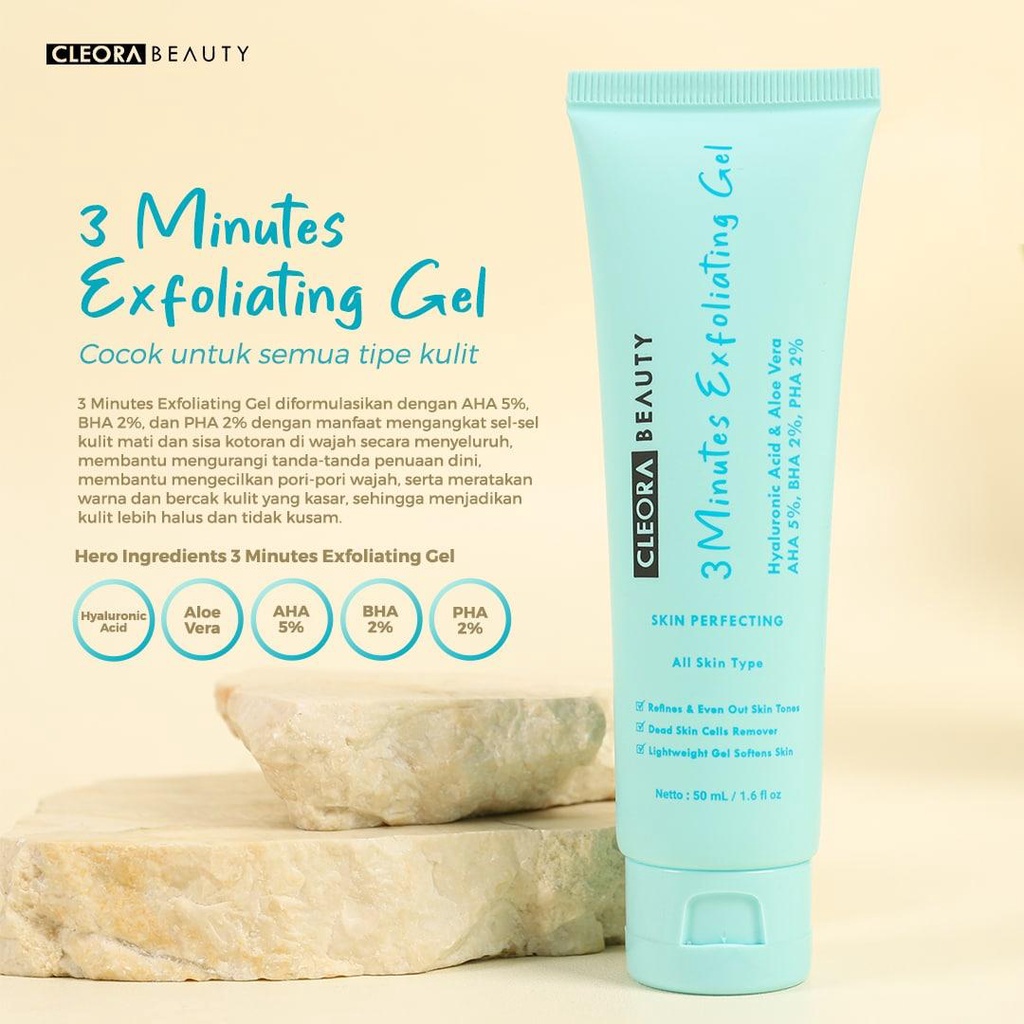 CLEORA BEAUTY
3 Minutes
Exfoliating Gel
Cocok untuk semua tipe kulit
3 Minutes Exfoliating Gel diformulasikan dengan AHA 5%,
BHA 2%, dan PHA 2% dengan manfaat mengangkat sel-sel
kulit mati dan sisa kotoran di wajah secara menyeluruh,
membantu mengurangi tanda-tanda penuaan dini,
membantu mengecilkan pori-pori wajah, serta meratakan
warna dan bercak kulit yang kasar, sehingga menjadikan
kulit lebih halus dan tidak kusam.
Hero Ingredients 3 Minutes Exfoliating Gel
Hyaluronic
Acid
Aloe
Vera
AHA
5%
BHA
2%
PHA
2%
CLEORA BEAUTY
3 Minutes Exfoliating Gel
Hyaluronic Acid & Aloe Vera
AHA 5%, BHA 2%, PHA 2%
SKIN PERFECTING
All Skin Type
Refines & Even Out Skin Tones
Dead Skin Cells Remover
Lightweight Gel Softens Skin
Netto : 50 mL / 1.6 fl oz